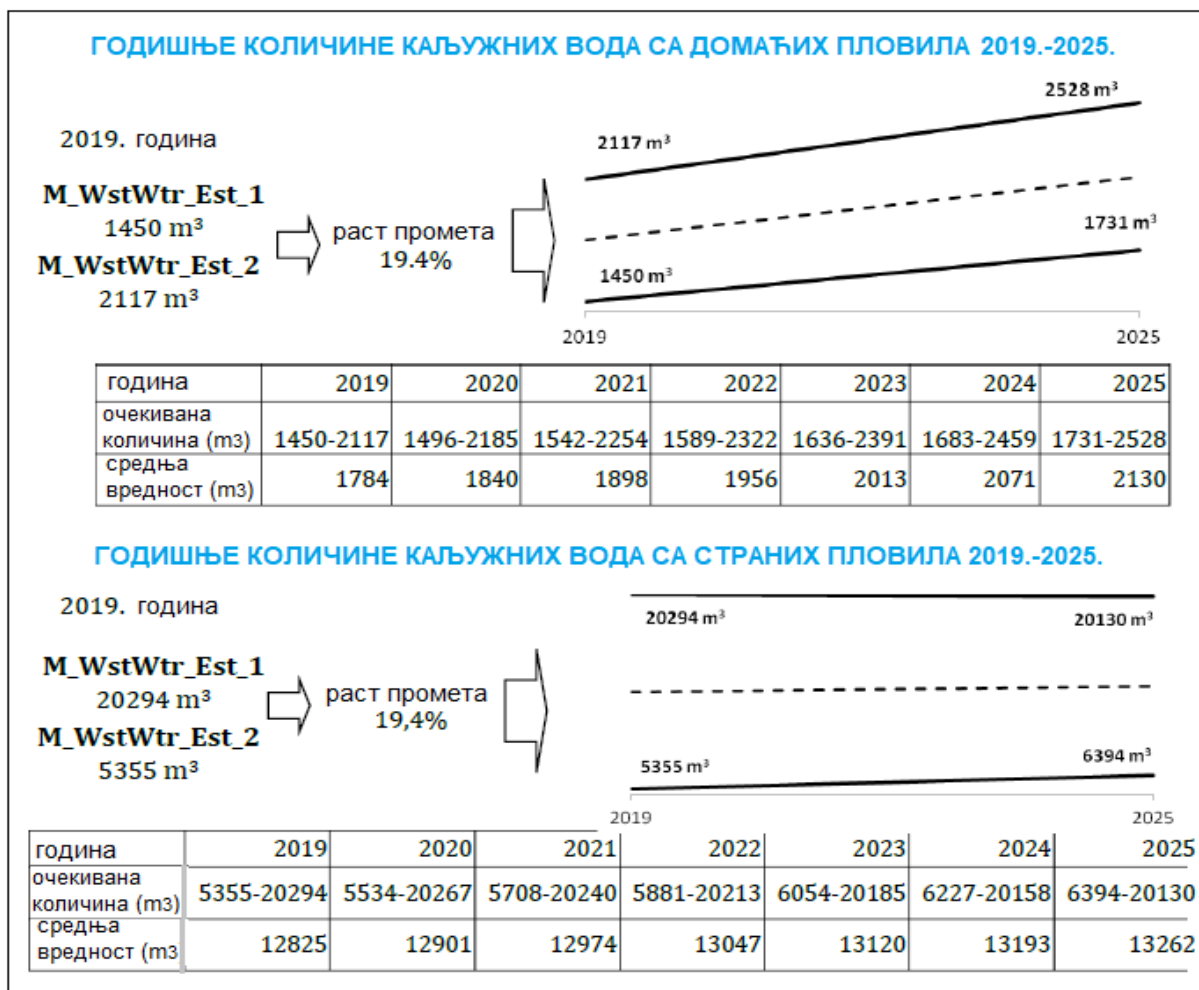 ГОДИШЊЕ КОЛИЧИНЕ КАЉУЖНИХ ВОДА СА ДОМАЋИХ ПЛОВИЛА 2019.-2025.
2019. година
M_WstWtr_Est_1
1450 m³
M_WstWtr_Est_2
2117 m³
раст промета
19.4%
2117 m³
2528 m³
1450 m³
1731 m³
2019 2025
година 2019 2020 2021 2022 2023 2024 2025
очекивана
количина (m3) 1450-2117 1496-2185 1542-2254 1589-2322 1636-2391 1683-2459 1731-2528
средња
вредност (m3) 1784 1840 1898 1956 2013 2071 2130
ГОДИШЊЕ КОЛИЧИНЕ КАЉУЖНИХ ВОДА СА СТРАНИХ ПЛОВИЛА 2019.-2025.
2019. година
M_WstWtr_Est_1
20294 m³
M_WstWtr_Est_2
5355 m³
раст промета
19,4%
20294 m³ 20130 m³
5355 m³ 6394 m³
2019 2025
година 2019 2020 2021 2022 2023 2024 2025
очекивана
количина (m3) 5355-20294 5534-20267 5708-20240 5881-20213 6054-20185 6227-20158 6394-20130
средња
вредност (m3 12825 12901 12974 13047 13120 13193 13262